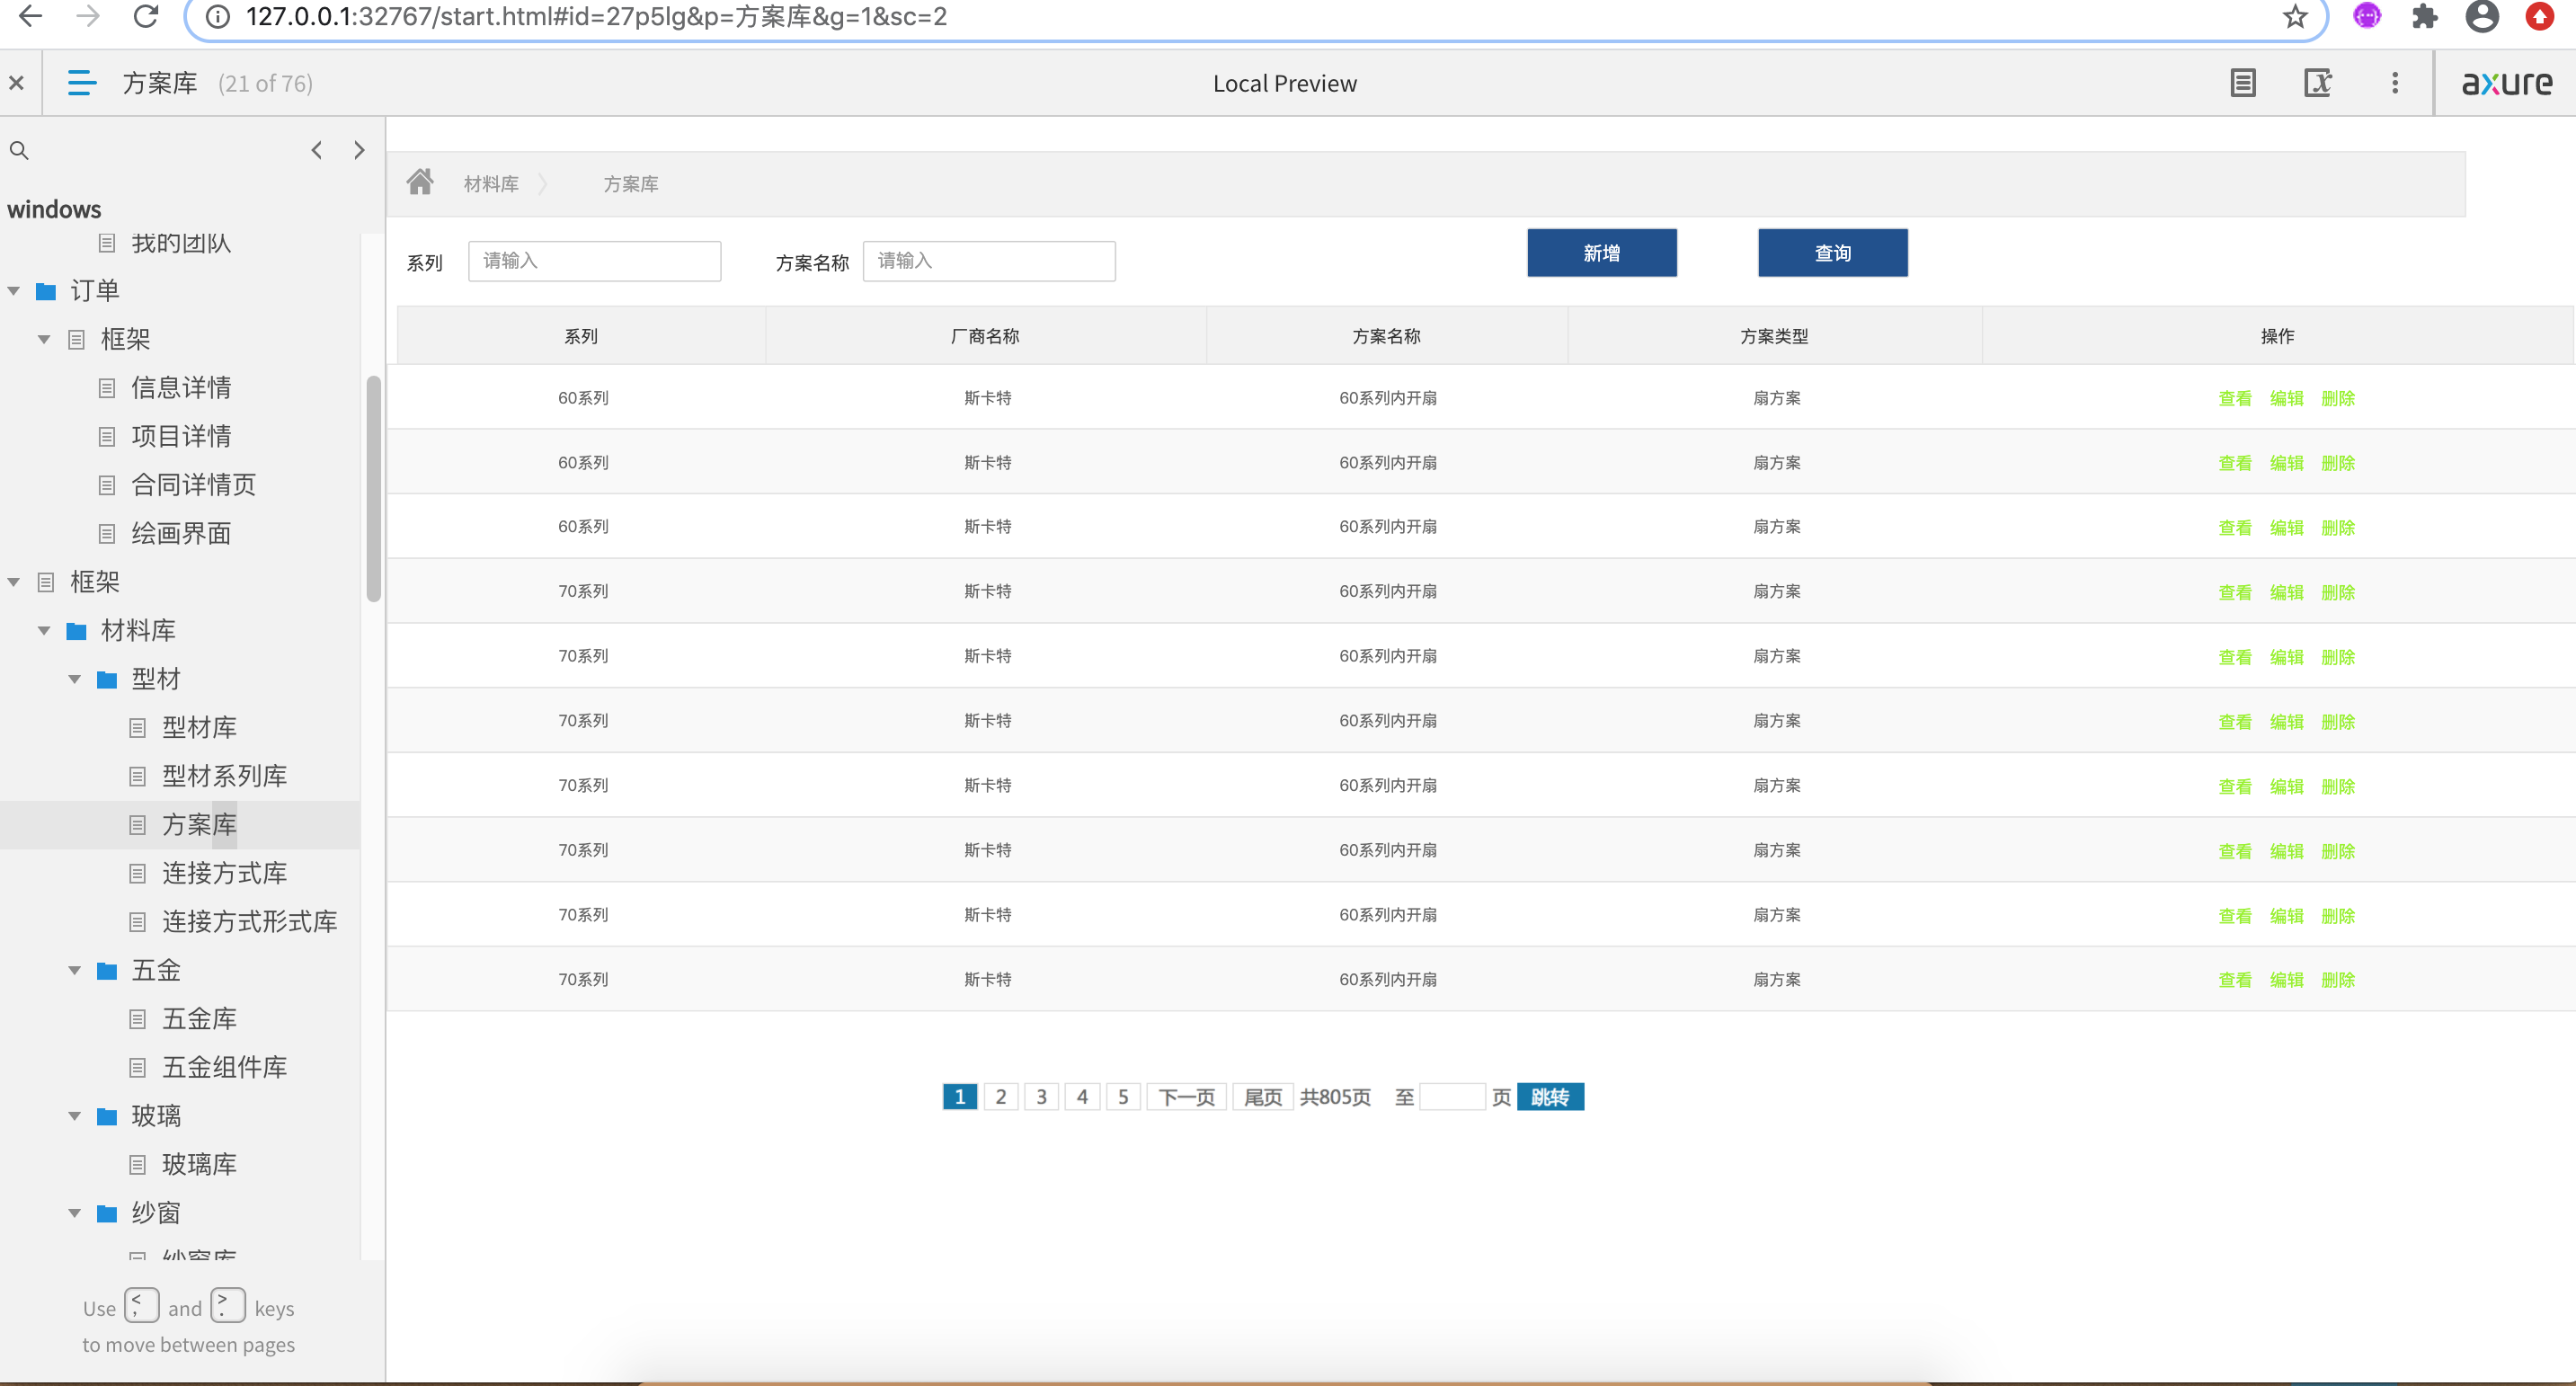 127.0.0.1:32767/start.html#id=27p5lg&p=方案库&g=1&sc=2
方案库 (21 of 76)
Local Preview
axure
windows
我的团队
订单
框架
信息详情
项目详情
合同详情页
绘画界面
框架
材料库
型材
型材库
型材系列库
方案库
连接方式库
连接方式形式库
五金
五金库
五金组件库
玻璃
玻璃库
纱窗
纱窗库
Use < , and > . keys
to move between pages
材料库 方案库
系列 请输入 方案名称 请输入 新增 查询
系列 厂商名称 方案名称 方案类型 操作
60系列 斯卡特 60系列内开扇 扇方案 查看 编辑 删除
60系列 斯卡特 60系列内开扇 扇方案 查看 编辑 删除
60系列 斯卡特 60系列内开扇 扇方案 查看 编辑 删除
70系列 斯卡特 60系列内开扇 扇方案 查看 编辑 删除
70系列 斯卡特 60系列内开扇 扇方案 查看 编辑 删除
70系列 斯卡特 60系列内开扇 扇方案 查看 编辑 删除
70系列 斯卡特 60系列内开扇 扇方案 查看 编辑 删除
70系列 斯卡特 60系列内开扇 扇方案 查看 编辑 删除
70系列 斯卡特 60系列内开扇 扇方案 查看 编辑 删除
70系列 斯卡特 60系列内开扇 扇方案 查看 编辑 删除
1 2 3 4 5 下一页 尾页 共805页 至 页 跳转